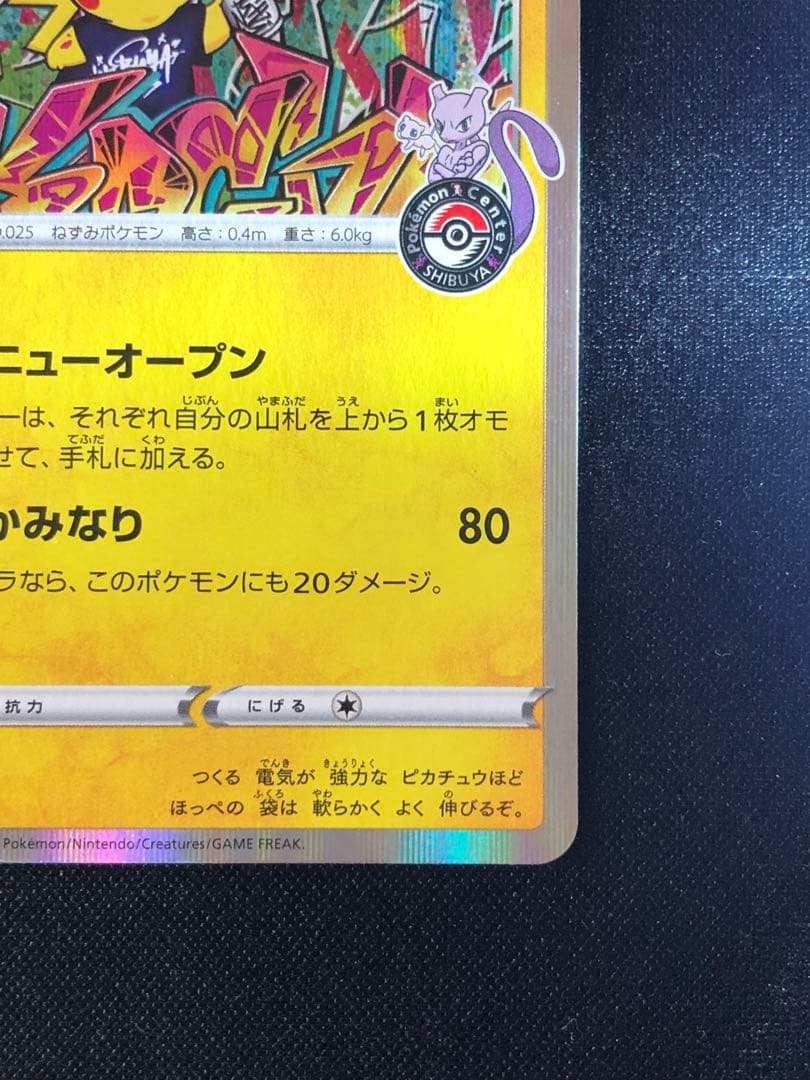 .025 ねずみポケモン 高さ:0.4m 重さ:6.0kg
Pokémon Center
SHIBUYA
ニューオープン
ーは、それぞれ自分の山札を上から1枚オモ
せて、手札に加える。
かみなり 80
ラなら、このポケモンにも20ダメージ。
抗力 にげる
つくる 電気が 強力な ピカチュウほど
ほっぺの 袋は 軟らかく よく 伸びるぞ。
Pokémon/Nintendo/Creatures/GAME FREAK.